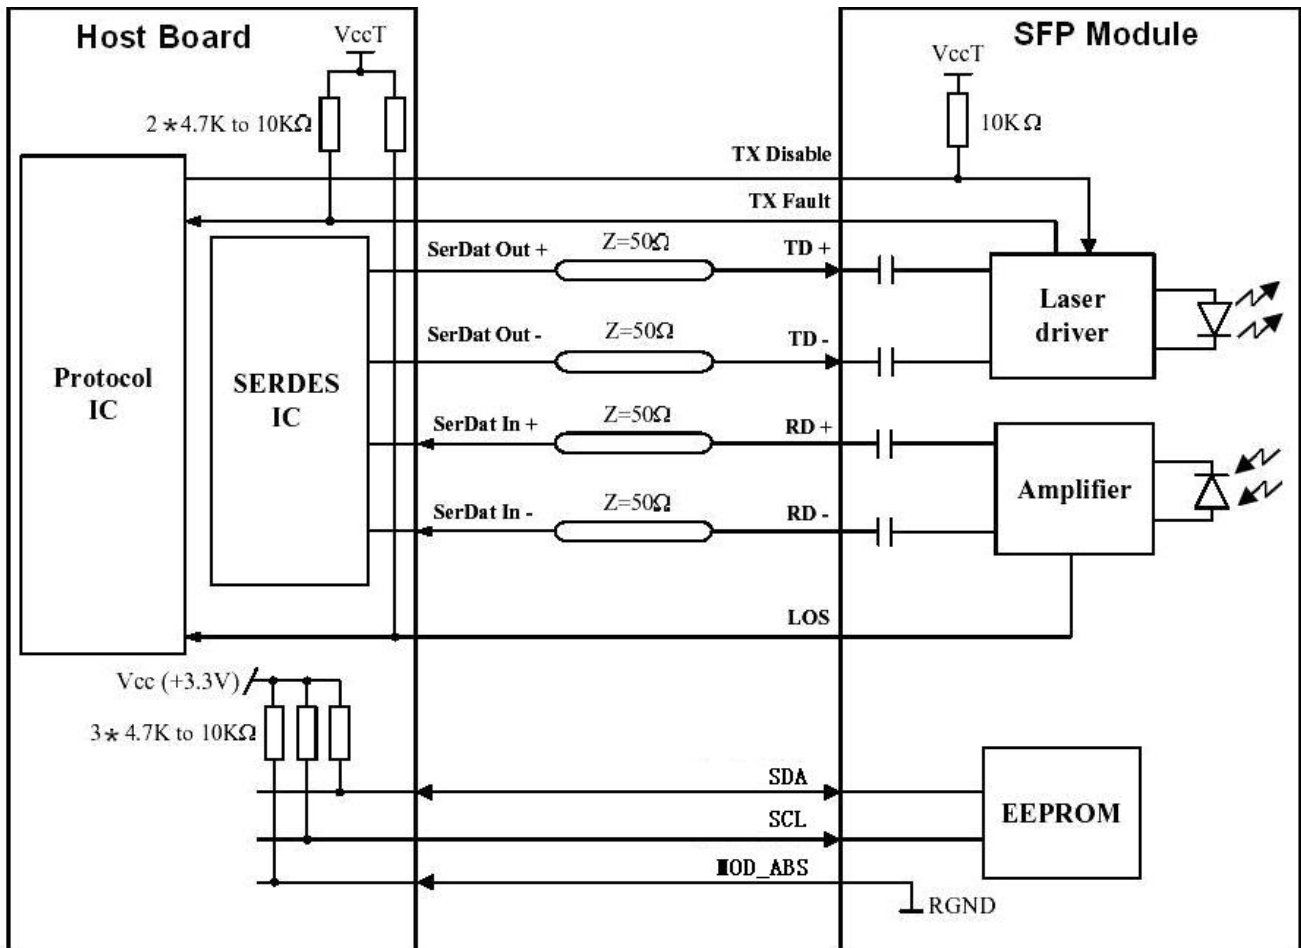 Host Board
VccT
SFP Module
VccT
2*4.7K to 10KΩ
10KΩ
TX Disable
TX Fault
SerDat Out +
Z=50Ω
TD +
Laser
driver
SerDat Out -
Z=50Ω
TD -
Protocol
IC
SERDES
IC
SerDat In +
Z=50Ω
RD +
Amplifier
SerDat In -
Z=50Ω
RD -
LOS
Vcc (+3.3V)
3* 4.7K to 10KΩ
SDA
SCL
EEPROM
MOD_ABS
RGND